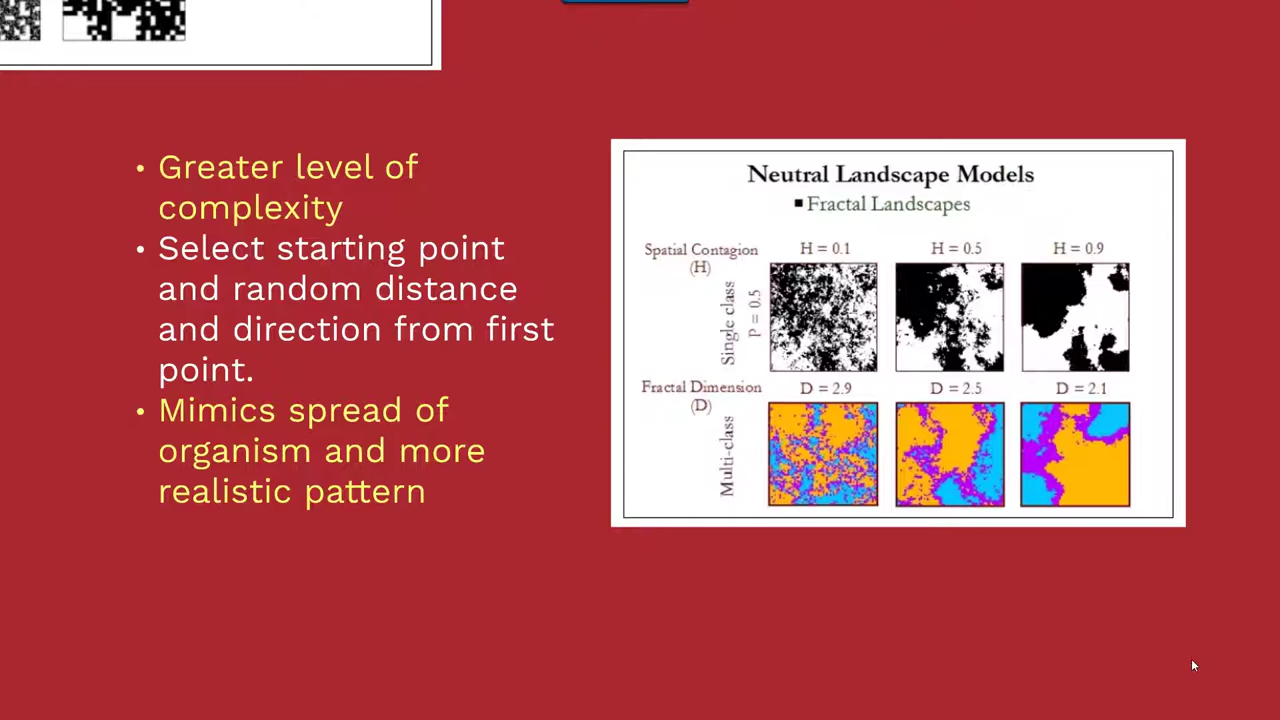 • Greater level of
complexity
• Select starting point
and random distance
and direction from first
point.
• Mimics spread of
organism and more
realistic pattern
Neutral Landscape Models
■ Fractal Landscapes
Spatial Contagion
(H)
H = 0.1
H = 0.5
H = 0.9
Single class
P = 0.5
Fractal Dimension
(D)
D = 2.9
D = 2.5
D = 2.1
Multi-class